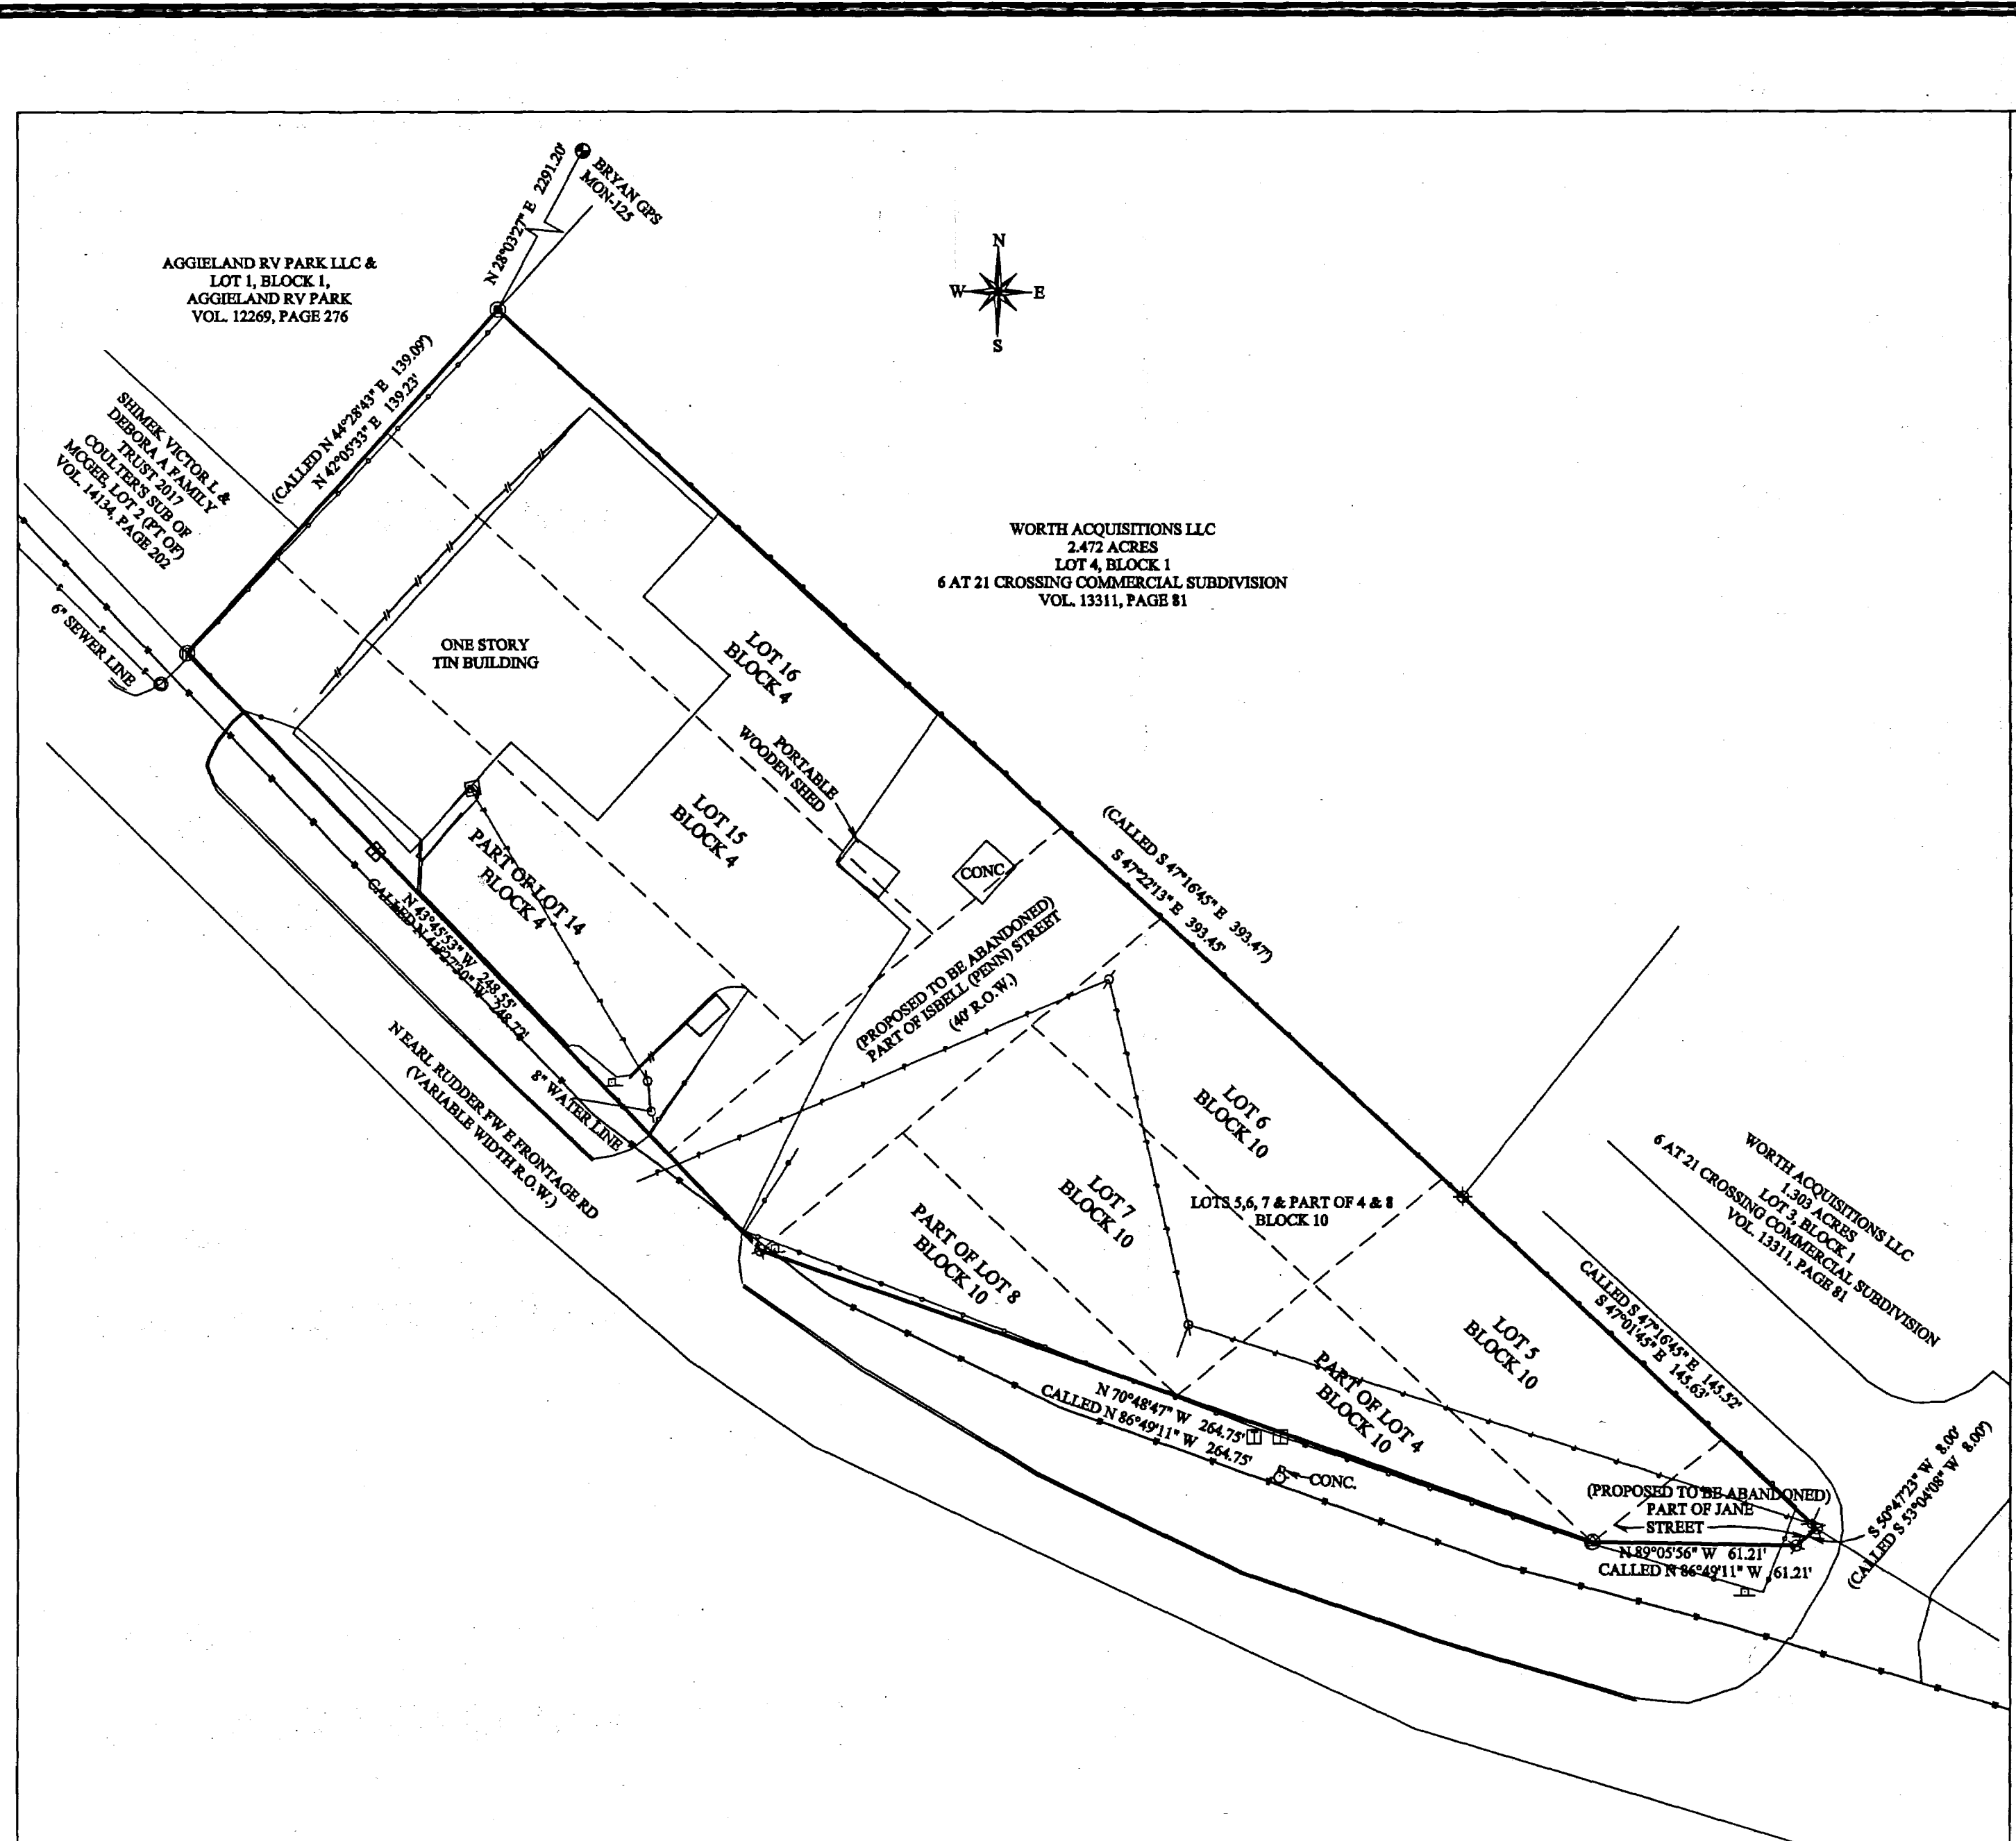 BRYAN GPS
MON-125
N 28°03'27" E 2291.20'
AGGIELAND RV PARK LLC &
LOT 1, BLOCK 1,
AGGIELAND RV PARK
VOL. 12269, PAGE 276
N
W
E
S
(CALLED N 44°28'43" E 139.09')
N 42°05'33" E 139.23'
SHIMEK VICTOR L &
DEBORA A FAMILY
TRUST 2017
COULTER'S SUB OF
MCGEE, LOT 2 (PT OF)
VOL. 14134, PAGE 202
WORTH ACQUISITIONS LLC
2.472 ACRES
LOT 4, BLOCK 1
6 AT 21 CROSSING COMMERCIAL SUBDIVISION
VOL. 13311, PAGE 81
6" SEWER LINE
ONE STORY
TIN BUILDING
LOT 16
BLOCK 4
PORTABLE
WOODEN SHED
LOT 15
BLOCK 4
PART OF LOT 14
BLOCK 4
CONC.
(CALLED S 47°16'45" E 393.47')
S 47°22'13" E 393.45'
N 43°45'53" W 248.55'
CALLED N 41°27'30" W 248.72'
(PROPOSED TO BE ABANDONED)
PART OF ISBELL (PENN) STREET
(40' R.O.W.)
8" WATER LINE
N EARL RUDDER FW E FRONTAGE RD
(VARIABLE WIDTH R.O.W.)
LOT 6
BLOCK 10
LOT 7
BLOCK 10
LOTS 5,6, 7 & PART OF 4 & 8
BLOCK 10
PART OF LOT 8
BLOCK 10
WORTH ACQUISITIONS LLC
1.303 ACRES
LOT 3, BLOCK 1
6 AT 21 CROSSING COMMERCIAL SUBDIVISION
VOL. 13311, PAGE 81
CALLED S 47°16'45" E 145.52'
S 47°01'45" E 145.63'
LOT 5
BLOCK 10
PART OF LOT 4
BLOCK 10
N 70°48'47" W 264.75'
CALLED N 86°49'11" W 264.75'
CONC.
(PROPOSED TO BE ABANDONED)
PART OF JANE
STREET
N 89°05'56" W 61.21'
CALLED N 86°49'11" W 61.21'
S 50°47'23" W 8.00'
(CALLED S 53°04'08" W 8.00')